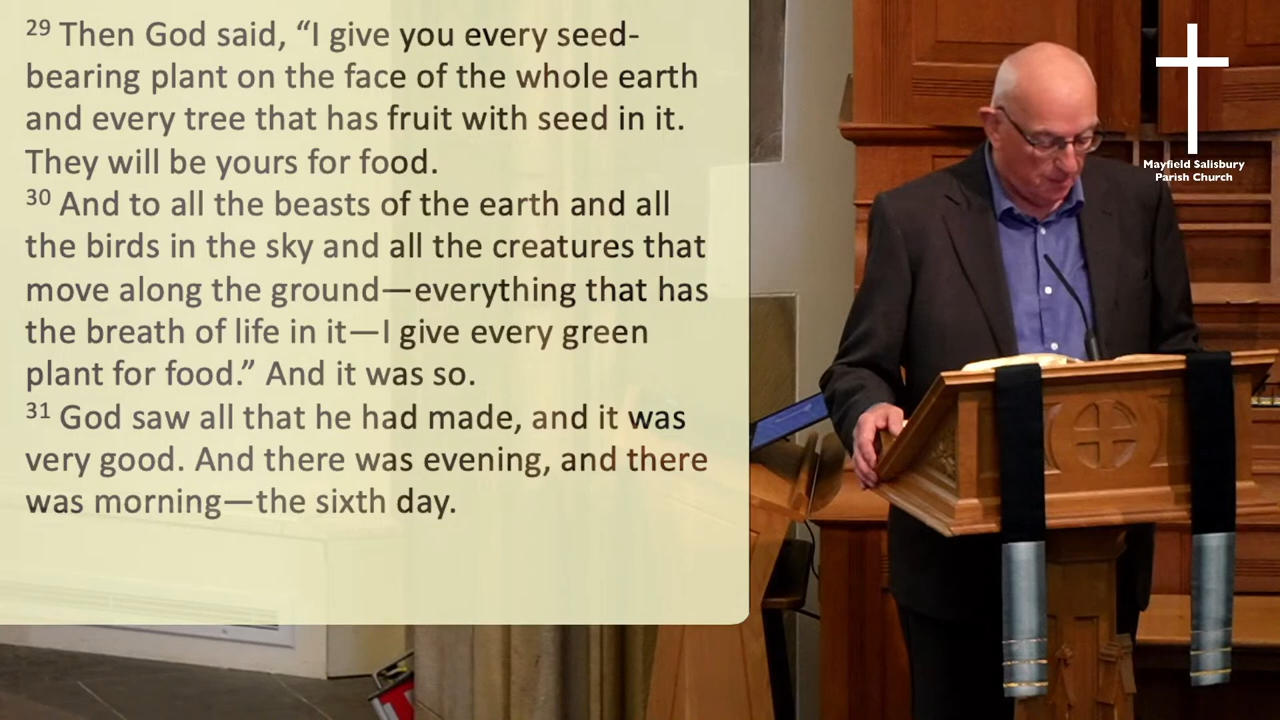 29 Then God said, “I give you every seed-
bearing plant on the face of the whole earth
and every tree that has fruit with seed in it.
They will be yours for food.
30 And to all the beasts of the earth and all
the birds in the sky and all the creatures that
move along the ground—everything that has
the breath of life in it—I give every green
plant for food.” And it was so.
31 God saw all that he had made, and it was
very good. And there was evening, and there
was morning—the sixth day.
Mayfield Salisbury
Parish Church